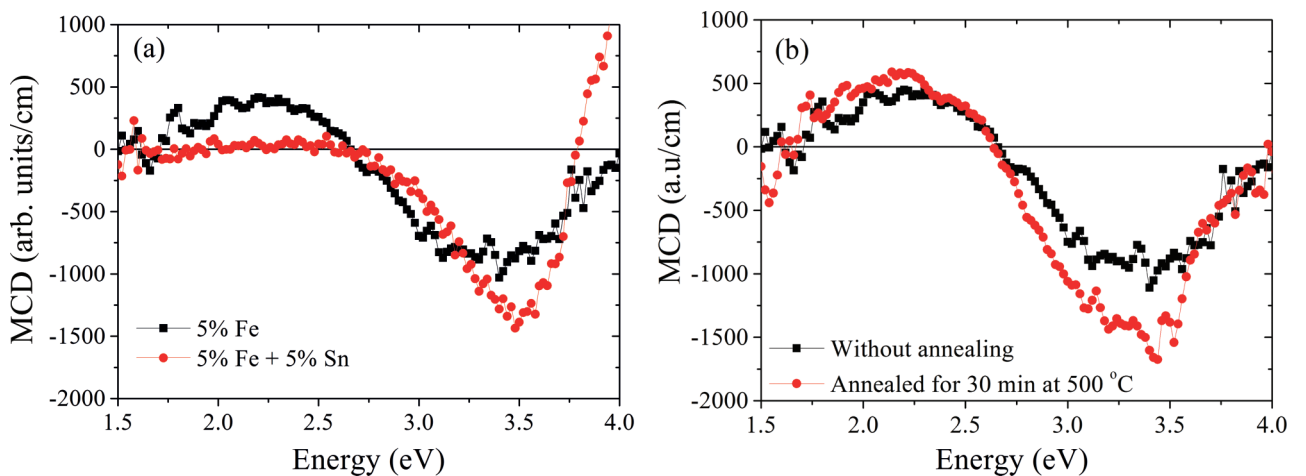 (a)
MCD (arb. units/cm)
1000
500
0
-500
-1000
-1500
-2000
5% Fe
5% Fe + 5% Sn
1.5 2.0 2.5 3.0 3.5 4.0
Energy (eV)
(b)
MCD (a.u/cm)
1000
500
0
-500
-1000
-1500
-2000
Without annealing
Annealed for 30 min at 500 °C
1.5 2.0 2.5 3.0 3.5 4.0
Energy (eV)